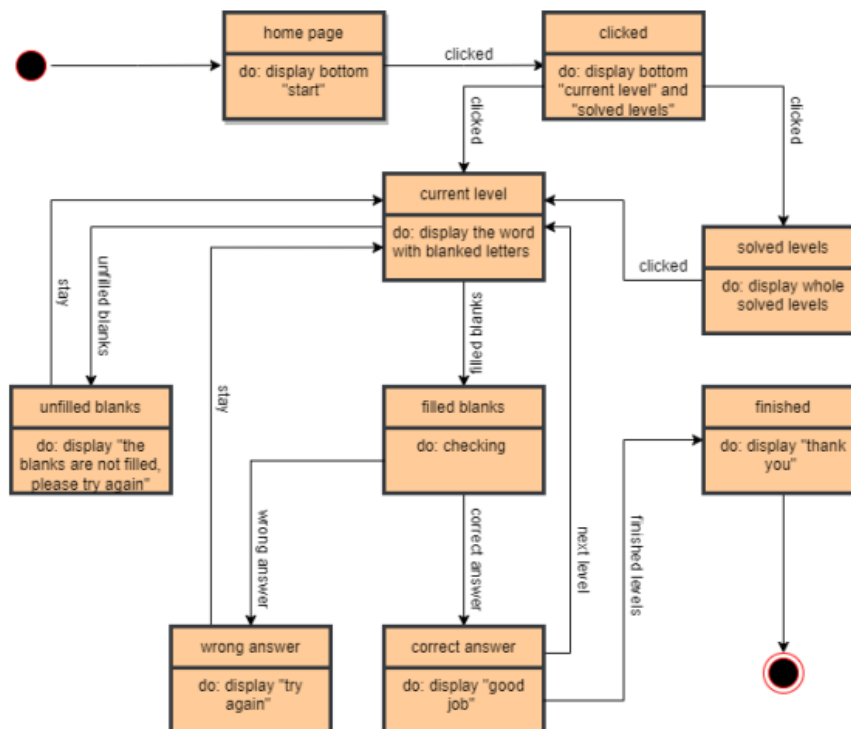 home page
do: display bottom
"start"
clicked
clicked
do: display bottom
"current level" and
"solved levels"
clicked
clicked
current level
do: display the word
with blanked letters
solved levels
do: display whole
solved levels
clicked
stay
unfilled blanks
stay
filled blanks
unfilled blanks
do: display "the
blanks are not filled,
please try again"
filled blanks
do: checking
finished
do: display "thank
you"
wrong answer
correct answer
next level
finished levels
wrong answer
do: display "try
again"
correct answer
do: display "good
job"